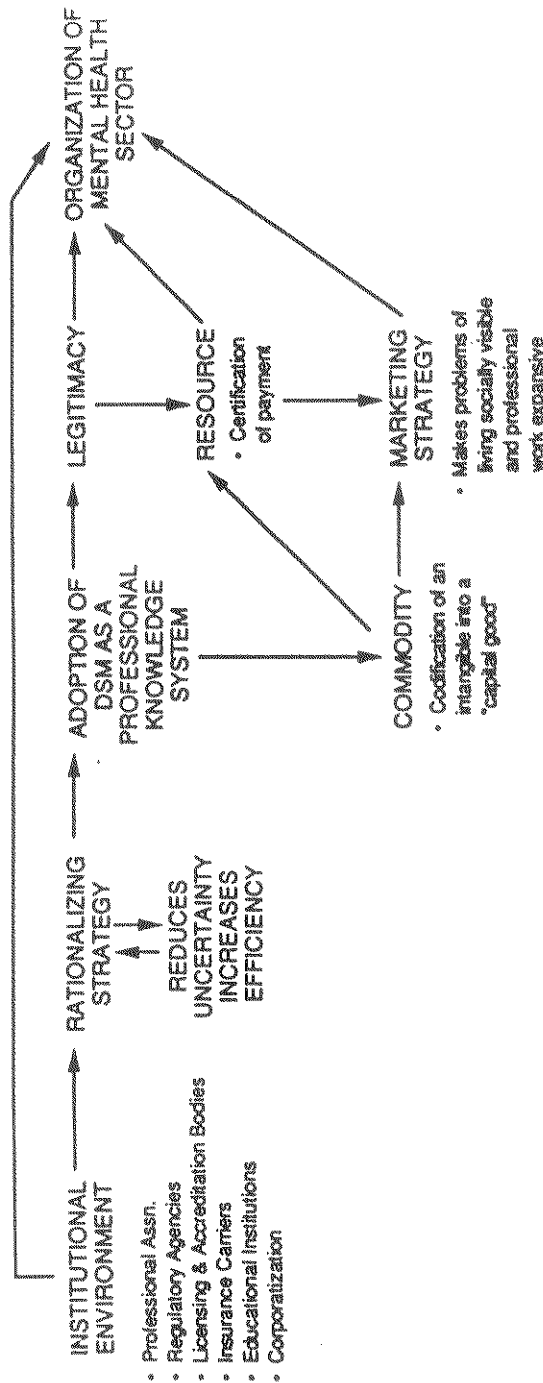 INSTITUTIONAL
ENVIRONMENT
• Professional Assn.
• Regulatory Agencies
• Licensing & Accreditation Bodies
• Insurance Carriers
• Educational Institutions
• Corporatization
RATIONALIZING
STRATEGY
REDUCES
UNCERTAINTY
INCREASES
EFFICIENCY
ADOPTION OF
DSM AS A
PROFESSIONAL
KNOWLEDGE
SYSTEM
COMMODITY
• Codification of an
intangible into a
"capital good"
LEGITIMACY
RESOURCE
• Certification
of payment
MARKETING
STRATEGY
• Makes problems of
living socially visible
and professional
work expansive
ORGANIZATION OF
MENTAL HEALTH
SECTOR